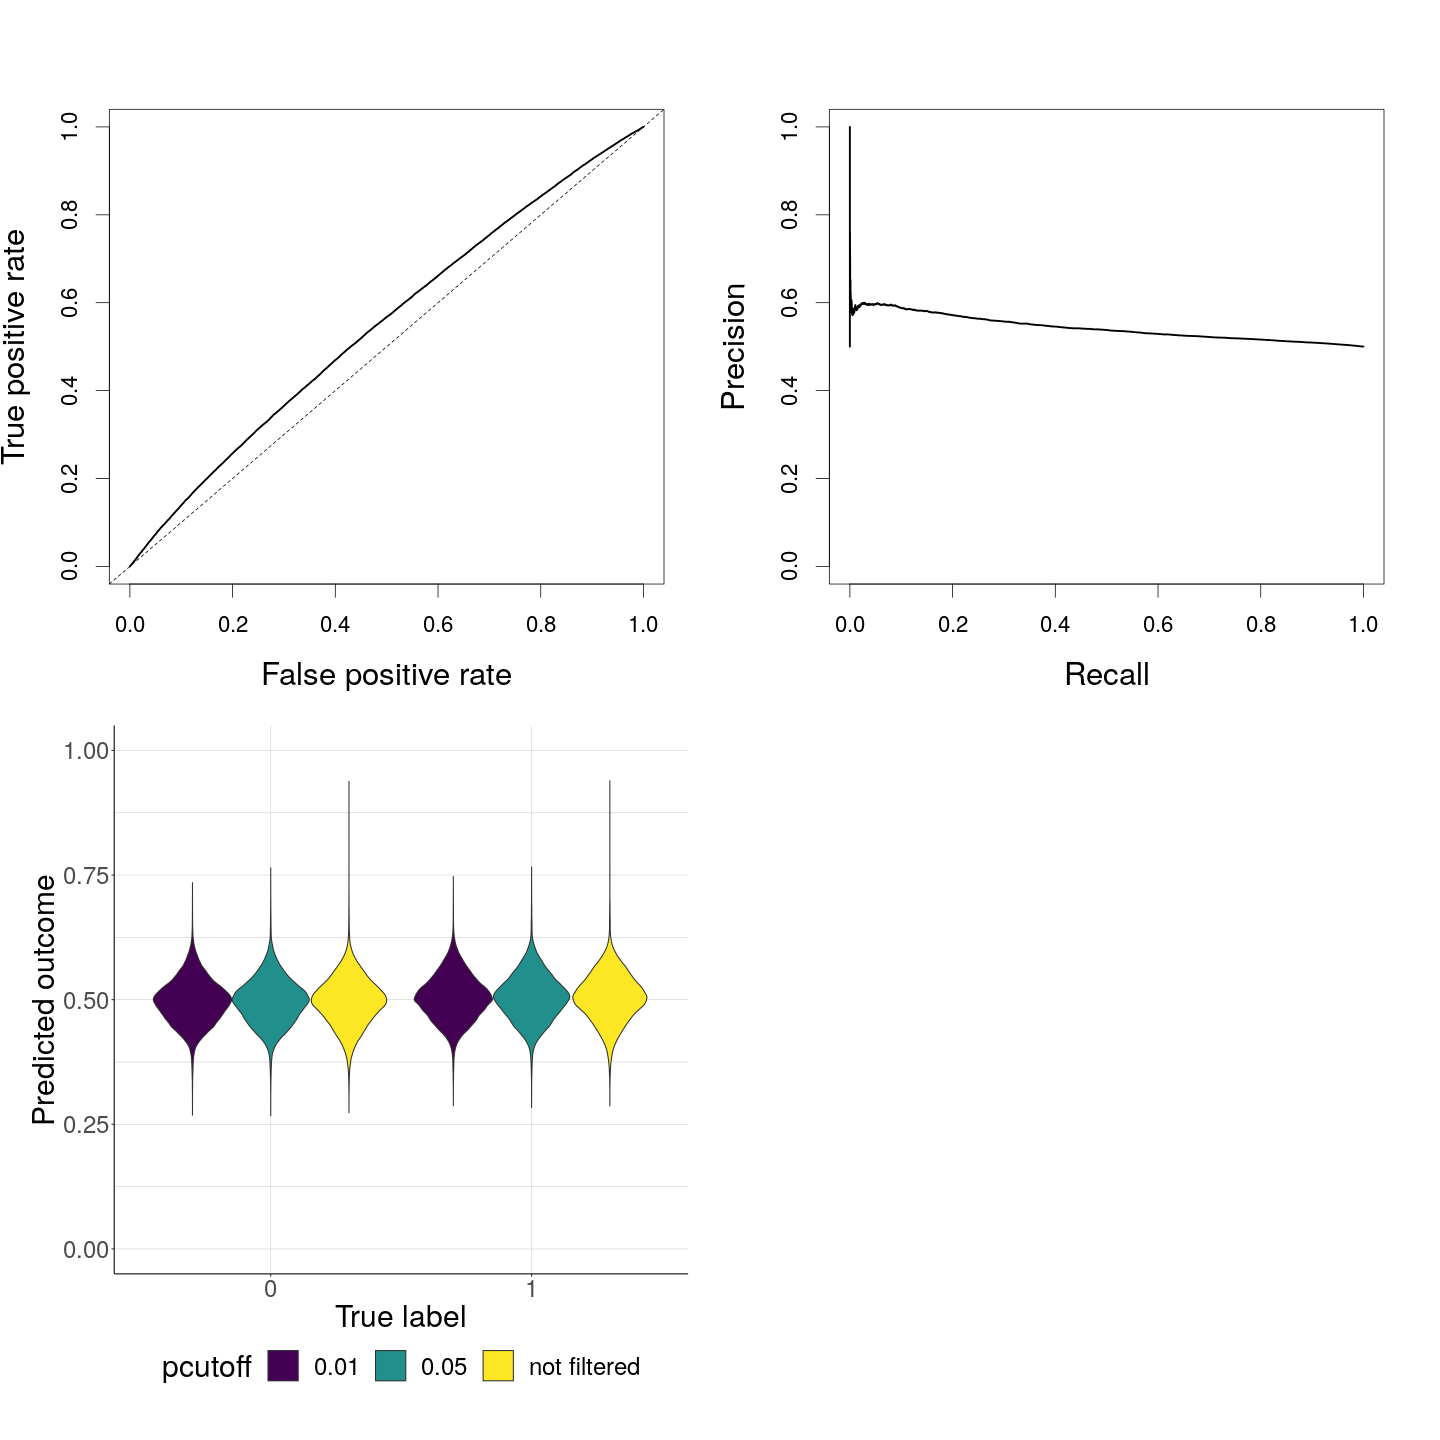 True positive rate
1.0
0.8
0.6
0.4
0.2
0.0
0.0 0.2 0.4 0.6 0.8 1.0
False positive rate
Precision
1.0
0.8
0.6
0.4
0.2
0.0
0.0 0.2 0.4 0.6 0.8 1.0
Recall
Predicted outcome
1.00
0.75
0.50
0.25
0.00
0 1
True label
pcutoff 0.01 0.05 not filtered